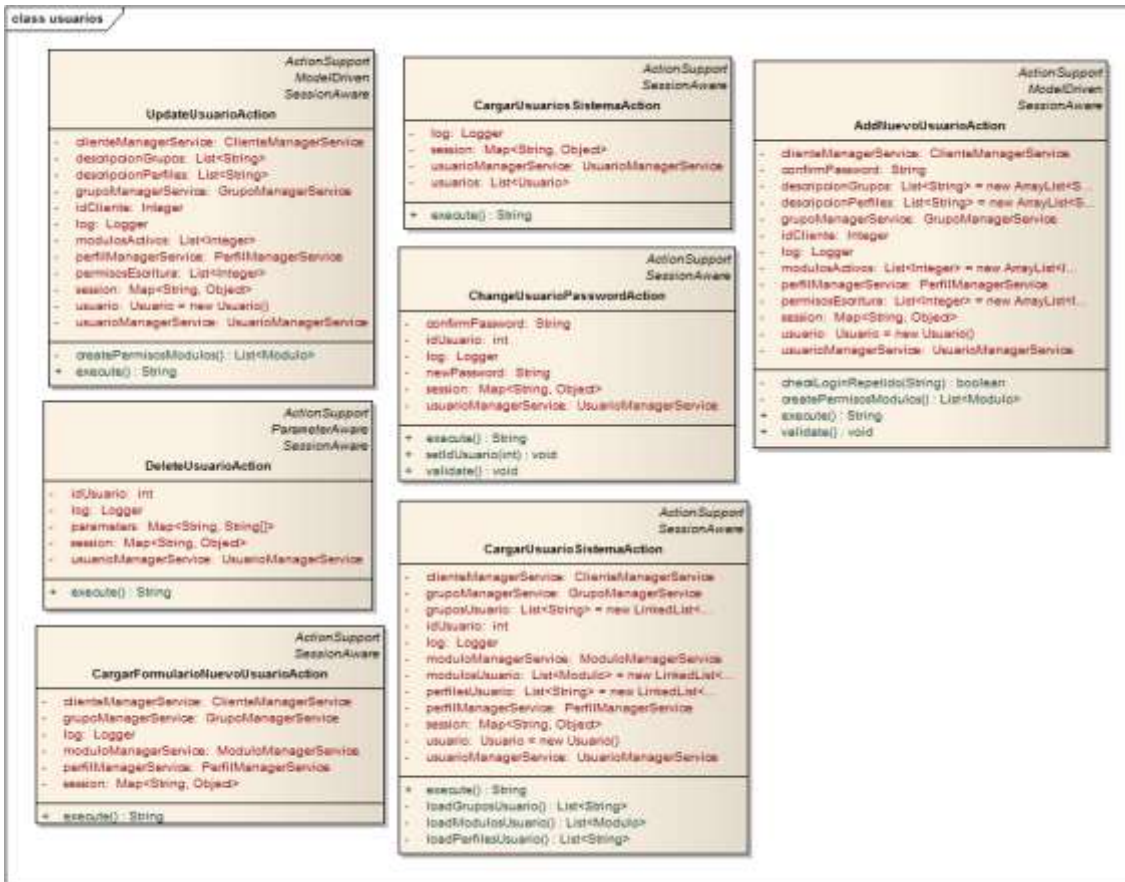 class usuarios
ActionSupport
ModelDriven
SessionAware
UpdateUsuarioAction
- clienteManagerService: ClienteManagerService
- descripcionGrupos: List<String>
- descripcionPerfiles: List<String>
- grupoManagerService: GrupoManagerService
- idCliente: Integer
- log: Logger
- modulosActivos: List<Integer>
- perfilManagerService: PerfilManagerService
- permisosEscritura: List<Integer>
- session: Map<String, Object>
- usuario: Usuario = new Usuario()
- usuarioManagerService: UsuarioManagerService
- createPermisosModulos() : List<Modulo>
+ execute() : String
ActionSupport
ParameterAware
SessionAware
DeleteUsuarioAction
- idUsuario: int
- log: Logger
- parameters: Map<String, String[]>
- session: Map<String, Object>
- usuarioManagerService: UsuarioManagerService
+ execute() : String
ActionSupport
SessionAware
CargarFormularioNuevoUsuarioAction
- clienteManagerService: ClienteManagerService
- grupoManagerService: GrupoManagerService
- log: Logger
- moduloManagerService: ModuloManagerService
- perfilManagerService: PerfilManagerService
- session: Map<String, Object>
+ execute() : String
ActionSupport
SessionAware
CargarUsuariosSistemaAction
- log: Logger
- session: Map<String, Object>
- usuarioManagerService: UsuarioManagerService
- usuarios: List<Usuario>
+ execute() : String
ActionSupport
SessionAware
ChangeUsuarioPasswordAction
- confirmPassword: String
- idUsuario: int
- log: Logger
- newPassword: String
- session: Map<String, Object>
- usuarioManagerService: UsuarioManagerService
+ execute() : String
+ setIdUsuario(int) : void
+ validate() : void
ActionSupport
SessionAware
CargarUsuarioSistemaAction
- clienteManagerService: ClienteManagerService
- grupoManagerService: GrupoManagerService
- gruposUsuario: List<String> = new LinkedList<...
- idUsuario: int
- log: Logger
- moduloManagerService: ModuloManagerService
- modulosUsuario: List<Modulo> = new LinkedList<...
- perfilesUsuario: List<String> = new LinkedList<...
- perfilManagerService: PerfilManagerService
- session: Map<String, Object>
- usuario: Usuario = new Usuario()
- usuarioManagerService: UsuarioManagerService
+ execute() : String
- loadGruposUsuario() : List<String>
- loadModulosUsuario() : List<Modulo>
- loadPerfilesUsuario() : List<String>
ActionSupport
ModelDriven
SessionAware
AddNuevoUsuarioAction
- clienteManagerService: ClienteManagerService
- confirmPassword: String
- descripcionGrupos: List<String> = new ArrayList<S...
- descripcionPerfiles: List<String> = new ArrayList<S...
- grupoManagerService: GrupoManagerService
- idCliente: Integer
- log: Logger
- modulosActivos: List<Integer> = new ArrayList<I...
- perfilManagerService: PerfilManagerService
- permisosEscritura: List<Integer> = new ArrayList<I...
- session: Map<String, Object>
- usuario: Usuario = new Usuario()
- usuarioManagerService: UsuarioManagerService
- checkLoginRepetido(String) : boolean
- createPermisosModulos() : List<Modulo>
+ execute() : String
+ validate() : void